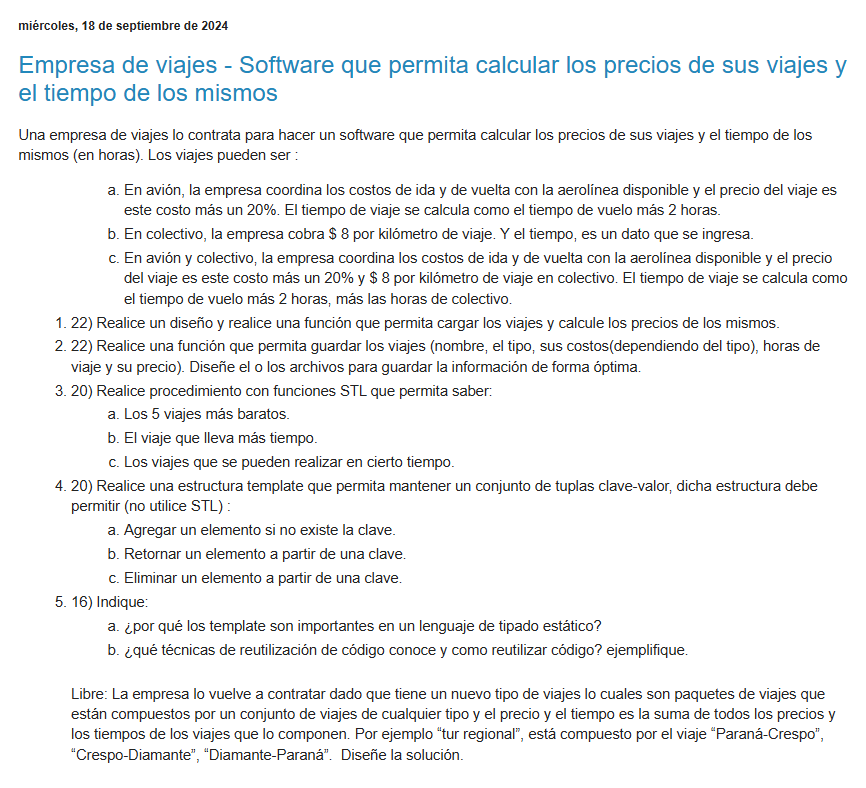 miércoles, 18 de septiembre de 2024
Empresa de viajes - Software que permita calcular los precios de sus viajes y
el tiempo de los mismos
Una empresa de viajes lo contrata para hacer un software que permita calcular los precios de sus viajes y el tiempo de los
mismos (en horas). Los viajes pueden ser :
a. En avión, la empresa coordina los costos de ida y de vuelta con la aerolínea disponible y el precio del viaje es
este costo más un 20%. El tiempo de viaje se calcula como el tiempo de vuelo más 2 horas.
b. En colectivo, la empresa cobra $ 8 por kilómetro de viaje. Y el tiempo, es un dato que se ingresa.
c. En avión y colectivo, la empresa coordina los costos de ida y de vuelta con la aerolínea disponible y el precio
del viaje es este costo más un 20% y $ 8 por kilómetro de viaje en colectivo. El tiempo de viaje se calcula como
el tiempo de vuelo más 2 horas, más las horas de colectivo.
1. 22) Realice un diseño y realice una función que permita cargar los viajes y calcule los precios de los mismos.
2. 22) Realice una función que permita guardar los viajes (nombre, el tipo, sus costos(dependiendo del tipo), horas de
viaje y su precio). Diseñe el o los archivos para guardar la información de forma óptima.
3. 20) Realice procedimiento con funciones STL que permita saber:
a. Los 5 viajes más baratos.
b. El viaje que lleva más tiempo.
c. Los viajes que se pueden realizar en cierto tiempo.
4. 20) Realice una estructura template que permita mantener un conjunto de tuplas clave-valor, dicha estructura debe
permitir (no utilice STL) :
a. Agregar un elemento si no existe la clave.
b. Retornar un elemento a partir de una clave.
c. Eliminar un elemento a partir de una clave.
5. 16) Indique:
a. ¿por qué los template son importantes en un lenguaje de tipado estático?
b. ¿qué técnicas de reutilización de código conoce y como reutilizar código? ejemplifique.
Libre: La empresa lo vuelve a contratar dado que tiene un nuevo tipo de viajes lo cuales son paquetes de viajes que
están compuestos por un conjunto de viajes de cualquier tipo y el precio y el tiempo es la suma de todos los precios y
los tiempos de los viajes que lo componen. Por ejemplo “tur regional”, está compuesto por el viaje “Paraná-Crespo”,
“Crespo-Diamante”, “Diamante-Paraná”.  Diseñe la solución.